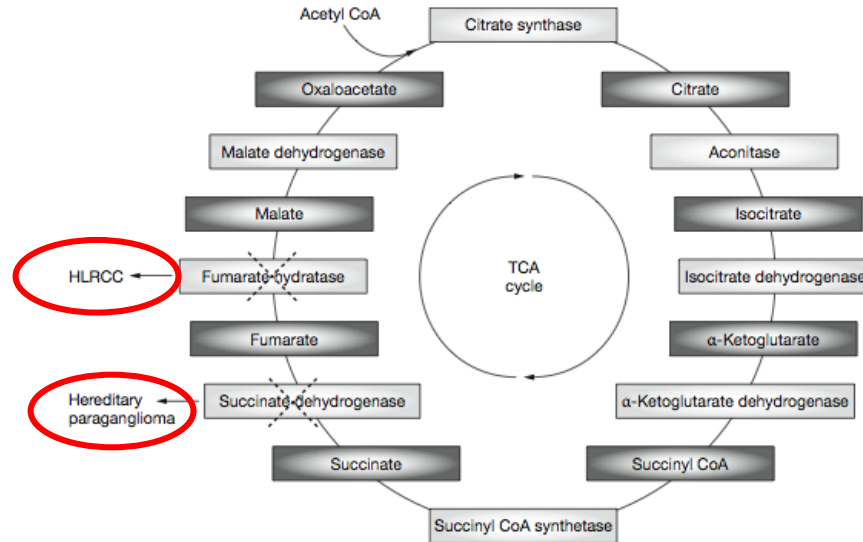 Acetyl CoA
Citrate synthase
Oxaloacetate
Citrate
Malate dehydrogenase
Aconitase
Malate
Isocitrate
HLRCC
Fumarate hydratase
TCA
cycle
Isocitrate dehydrogenase
Fumarate
α-Ketoglutarate
Hereditary
paraganglioma
Succinate dehydrogenase
α-Ketoglutarate dehydrogenase
Succinate
Succinyl CoA
Succinyl CoA synthetase